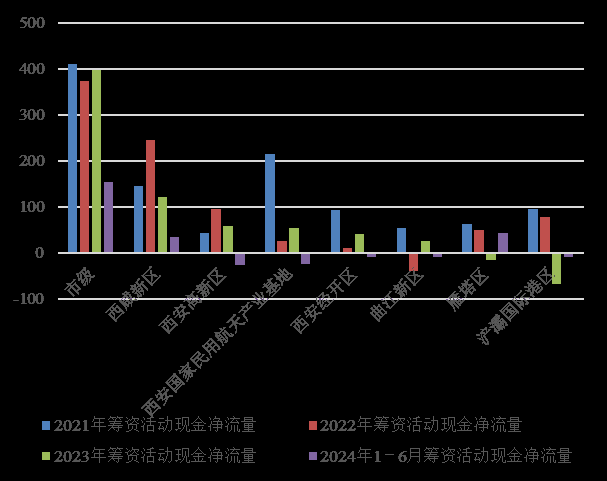 500
400
300
200
100
0
-100
市级
西咸新区
西安高新区
西安国家民用航天产业基地
西安经开区
曲江新区
雁塔区
浐灞国际港区
2021年筹资活动现金净流量
2022年筹资活动现金净流量
2023年筹资活动现金净流量
2024年1－6月筹资活动现金净流量